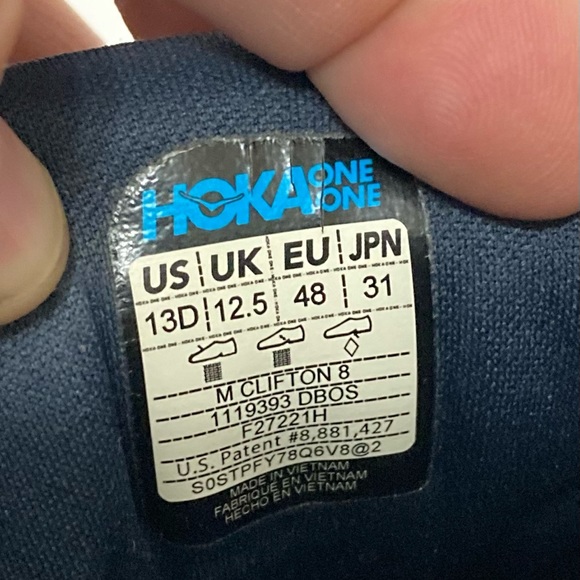 HOKA ONE ONE
US UK EU JPN
13D 12.5 48 31
M CLIFTON 8
1119393 DBOS
F27221H
U.S. Patent #8,881,427
S0STPFY78Q6V8@2
MADE IN VIETNAM
FABRIQUÉ EN VIETNAM
HECHO EN VIETNAM